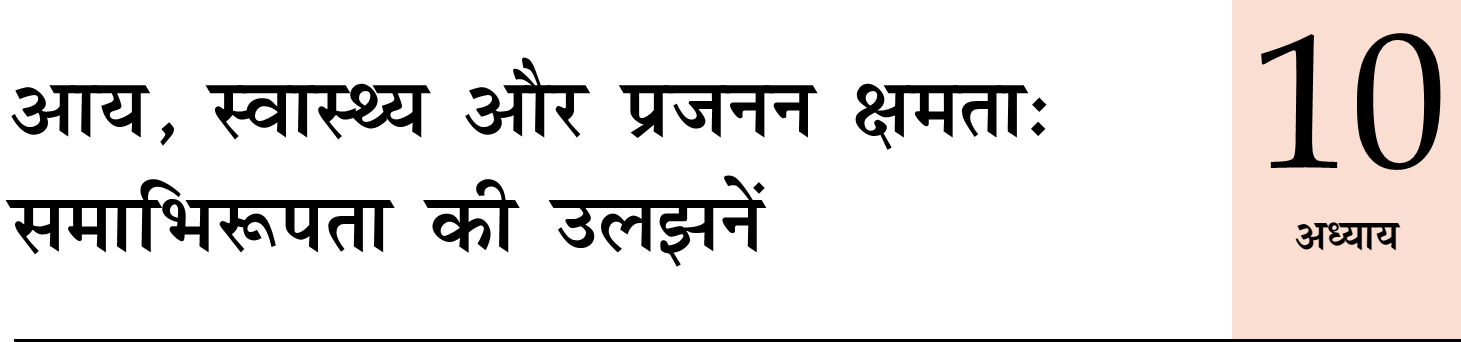 आय, स्वास्थ्य और प्रजनन क्षमताः
समाभिरूपता की उलझनें
10
अध्याय